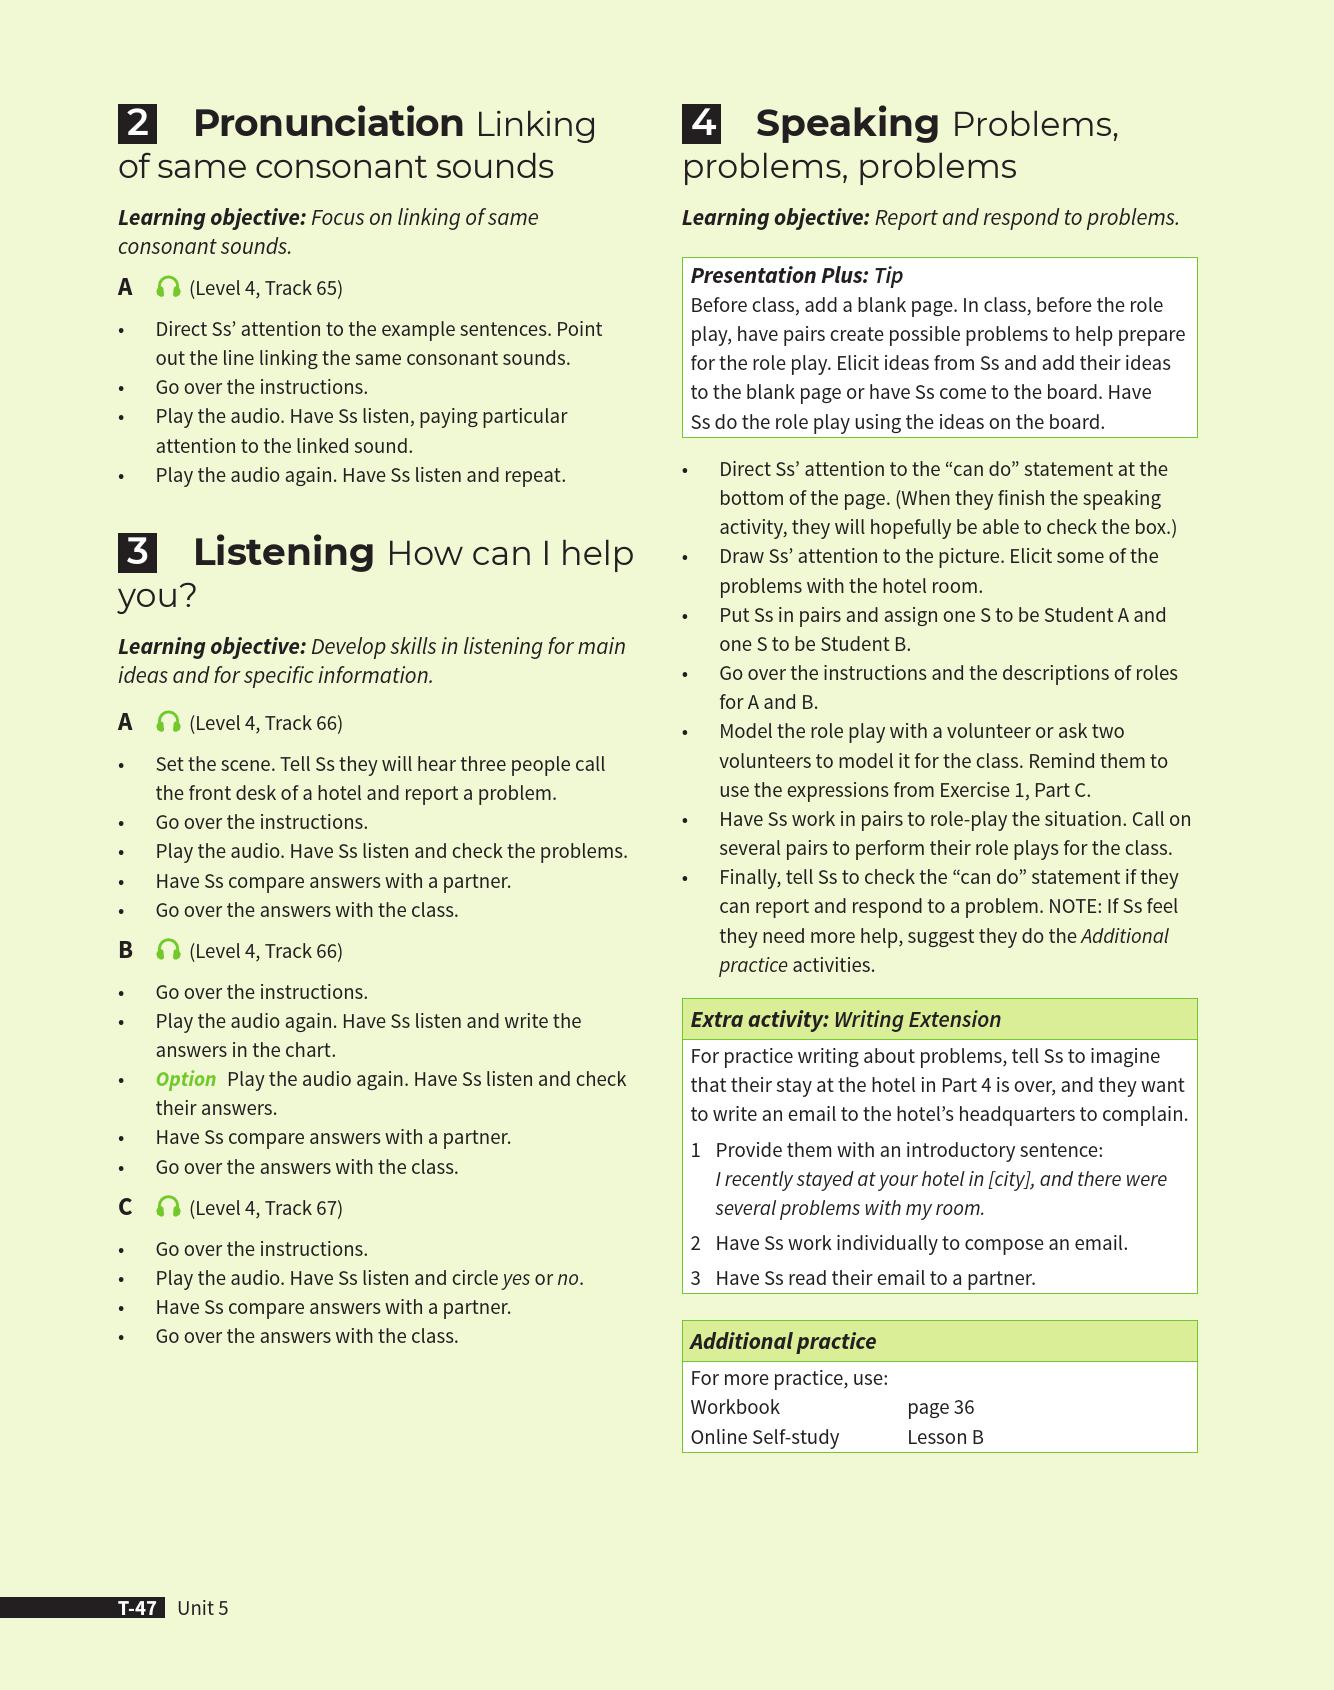 2 Pronunciation Linking
of same consonant sounds
Learning objective: Focus on linking of same
consonant sounds.
A (Level 4, Track 65)
• Direct Ss’ attention to the example sentences. Point
out the line linking the same consonant sounds.
• Go over the instructions.
• Play the audio. Have Ss listen, paying particular
attention to the linked sound.
• Play the audio again. Have Ss listen and repeat.
3 Listening How can I help
you?
Learning objective: Develop skills in listening for main
ideas and for specific information.
A (Level 4, Track 66)
• Set the scene. Tell Ss they will hear three people call
the front desk of a hotel and report a problem.
• Go over the instructions.
• Play the audio. Have Ss listen and check the problems.
• Have Ss compare answers with a partner.
• Go over the answers with the class.
B (Level 4, Track 66)
• Go over the instructions.
• Play the audio again. Have Ss listen and write the
answers in the chart.
• Option Play the audio again. Have Ss listen and check
their answers.
• Have Ss compare answers with a partner.
• Go over the answers with the class.
C (Level 4, Track 67)
• Go over the instructions.
• Play the audio. Have Ss listen and circle yes or no.
• Have Ss compare answers with a partner.
• Go over the answers with the class.
4 Speaking Problems,
problems, problems
Learning objective: Report and respond to problems.
Presentation Plus: Tip
Before class, add a blank page. In class, before the role
play, have pairs create possible problems to help prepare
for the role play. Elicit ideas from Ss and add their ideas
to the blank page or have Ss come to the board. Have
Ss do the role play using the ideas on the board.
• Direct Ss’ attention to the “can do” statement at the
bottom of the page. (When they finish the speaking
activity, they will hopefully be able to check the box.)
• Draw Ss’ attention to the picture. Elicit some of the
problems with the hotel room.
• Put Ss in pairs and assign one S to be Student A and
one S to be Student B.
• Go over the instructions and the descriptions of roles
for A and B.
• Model the role play with a volunteer or ask two
volunteers to model it for the class. Remind them to
use the expressions from Exercise 1, Part C.
• Have Ss work in pairs to role-play the situation. Call on
several pairs to perform their role plays for the class.
• Finally, tell Ss to check the “can do” statement if they
can report and respond to a problem. NOTE: If Ss feel
they need more help, suggest they do the Additional
practice activities.
Extra activity: Writing Extension
For practice writing about problems, tell Ss to imagine
that their stay at the hotel in Part 4 is over, and they want
to write an email to the hotel’s headquarters to complain.
1 Provide them with an introductory sentence:
I recently stayed at your hotel in [city], and there were
several problems with my room.
2 Have Ss work individually to compose an email.
3 Have Ss read their email to a partner.
Additional practice
For more practice, use:
Workbook page 36
Online Self-study Lesson B
T-47 Unit 5